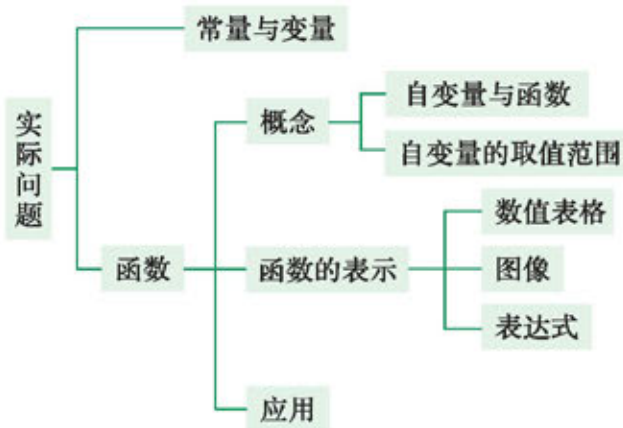 常量与变量
自变量与函数
概念
自变量的取值范围
实际问题
数值表格
函数
函数的表示
图像
表达式
应用